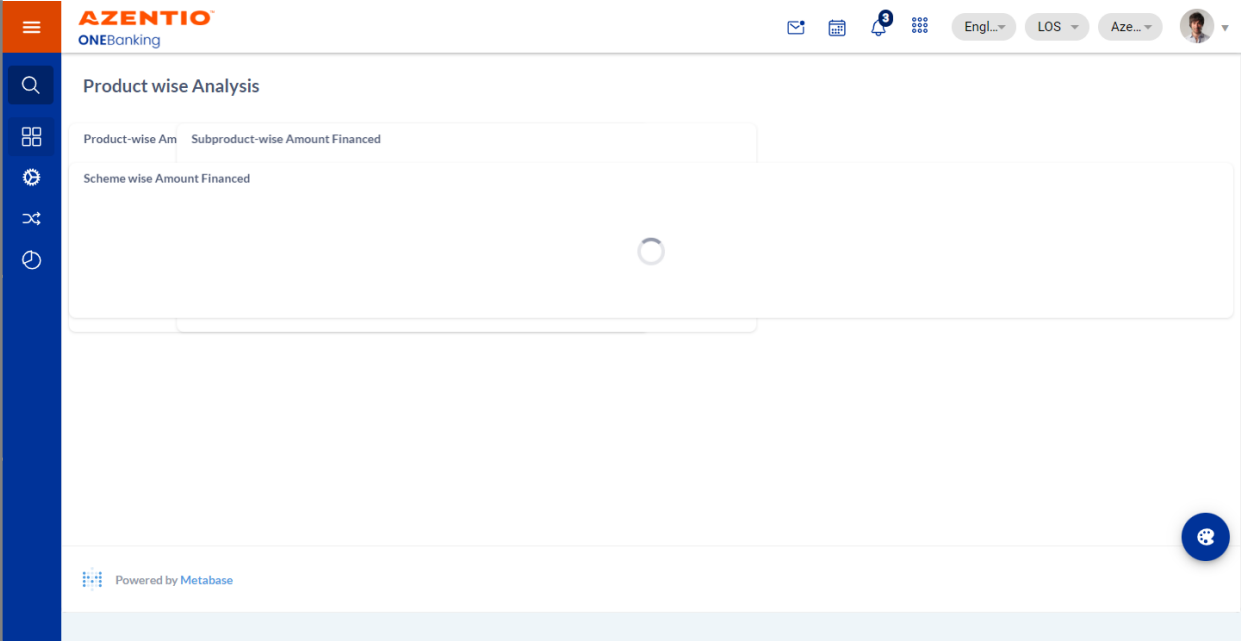 AZENTIO™
ONEBanking
3
Engl...
LOS
Aze...
Product wise Analysis
Product-wise Am
Subproduct-wise Amount Financed
Scheme wise Amount Financed
Powered by Metabase